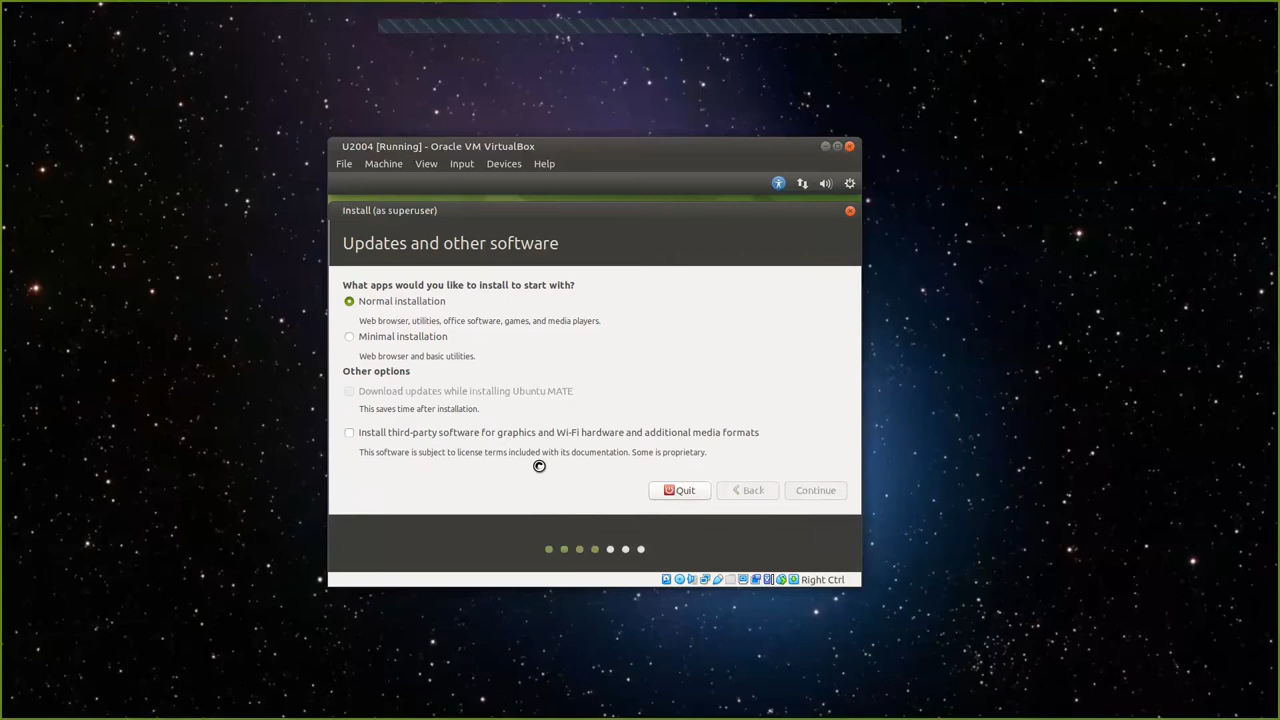 U2004 [Running] - Oracle VM VirtualBox
File Machine View Input Devices Help
Install (as superuser)
Updates and other software
What apps would you like to install to start with?
Normal installation
Web browser, utilities, office software, games, and media players.
Minimal installation
Web browser and basic utilities.
Other options
Download updates while installing Ubuntu MATE
This saves time after installation.
Install third-party software for graphics and Wi-Fi hardware and additional media formats
This software is subject to license terms included with its documentation. Some is proprietary.
Quit Back Continue
Right Ctrl